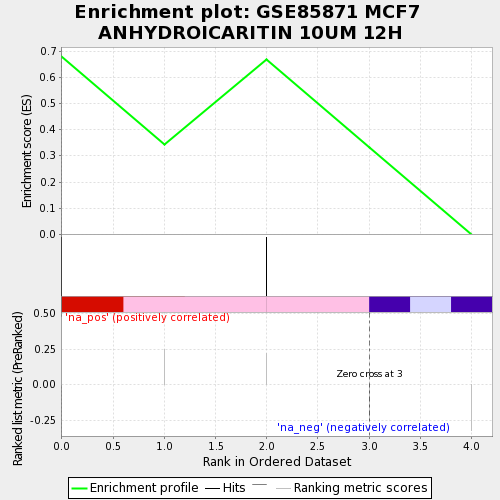 Enrichment plot: GSE85871 MCF7
ANHYDROICARITIN 10UM 12H
Enrichment score (ES)
0.7
0.6
0.5
0.4
0.3
0.2
0.1
0.0
'na_pos' (positively correlated)
Ranked list metric (PreRanked)
0.50
0.25
0.00
-0.25
Zero cross at 3
'na_neg' (negatively correlated)
0.0 0.5 1.0 1.5 2.0 2.5 3.0 3.5 4.0
Rank in Ordered Dataset
Enrichment profile Hits Ranking metric scores